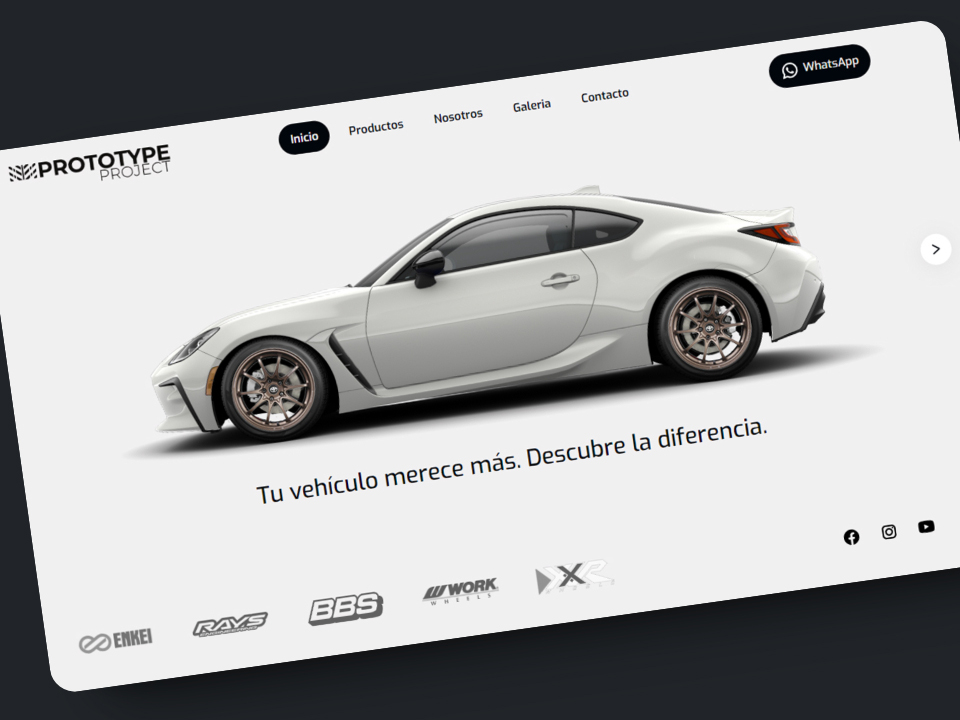 PROTOTYPE
PROJECT
Inicio
Productos
Nosotros
Galeria
Contacto
WhatsApp
Tu vehículo merece más. Descubre la diferencia.
ENKEI
RAYS
BBS
WORK
WHEELS
XXR